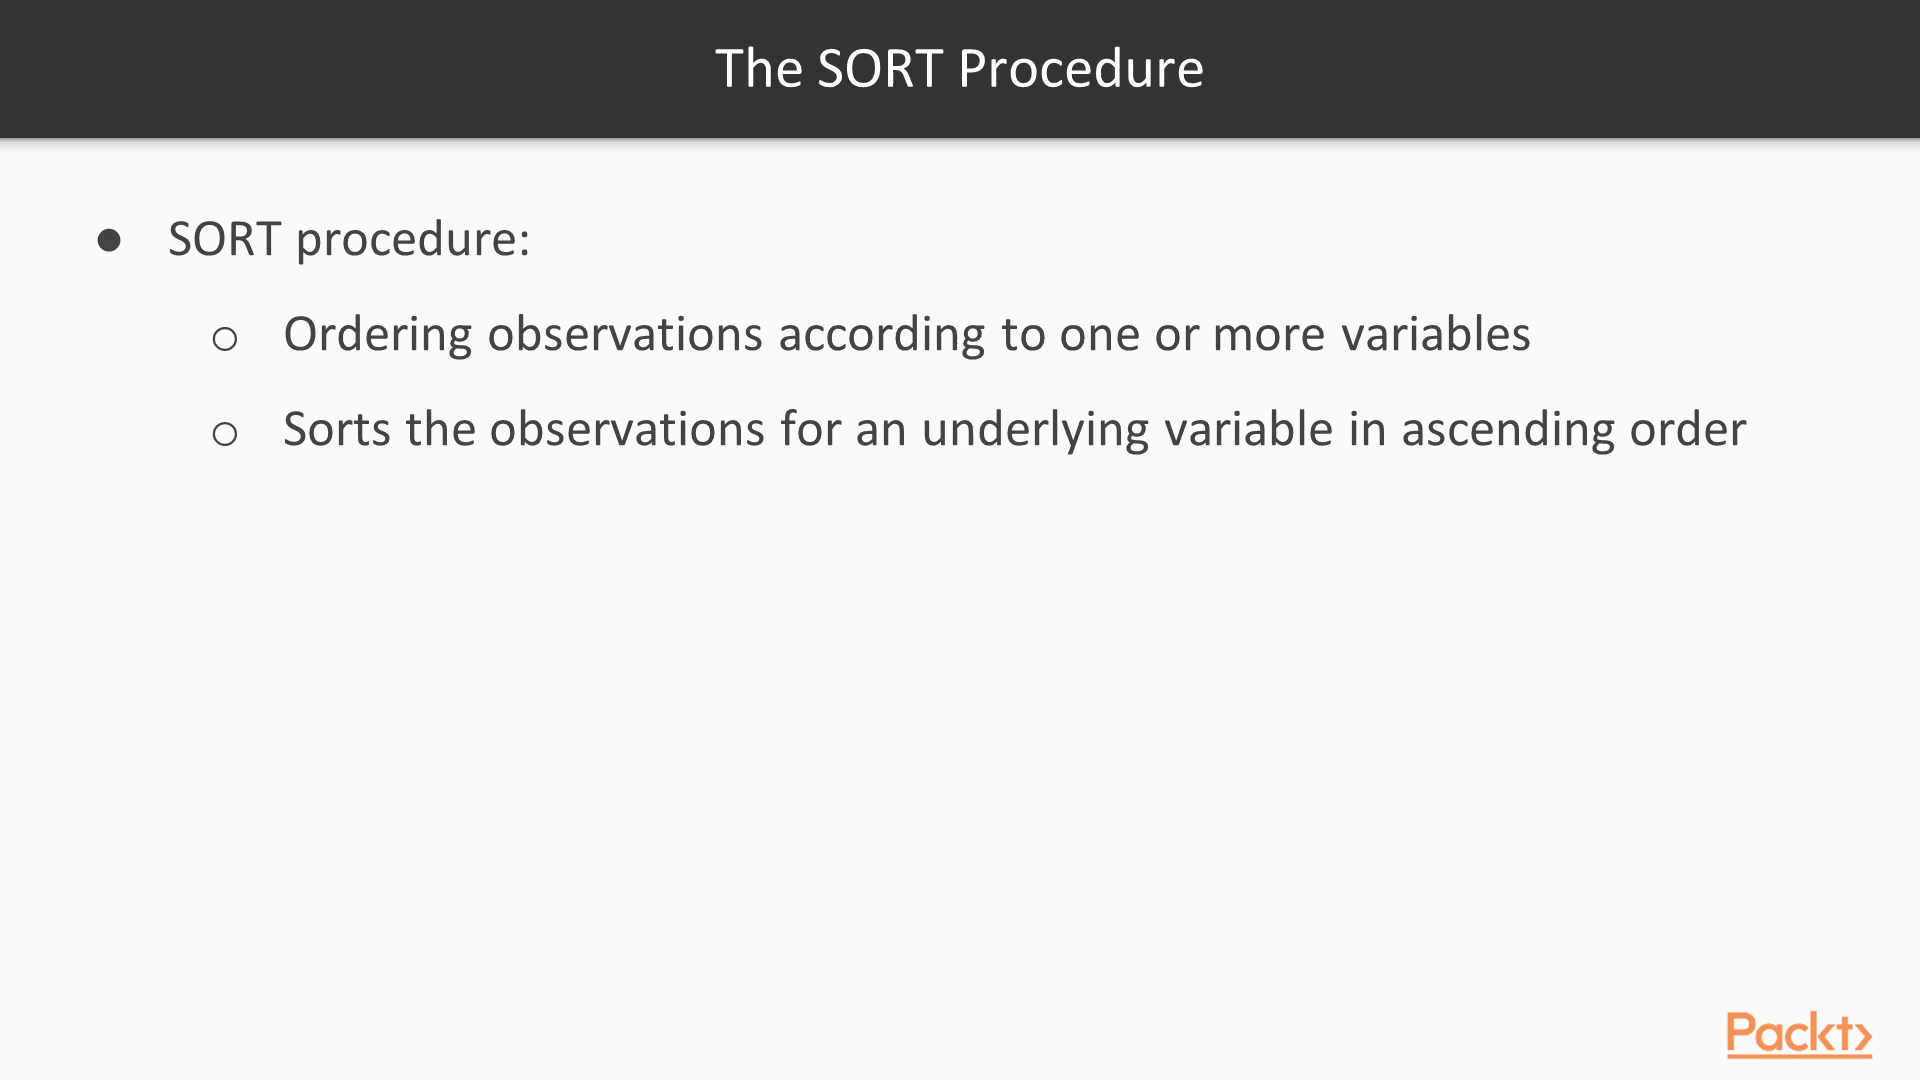 The SORT Procedure
● SORT procedure:
○ Ordering observations according to one or more variables
○ Sorts the observations for an underlying variable in ascending order
Packt>